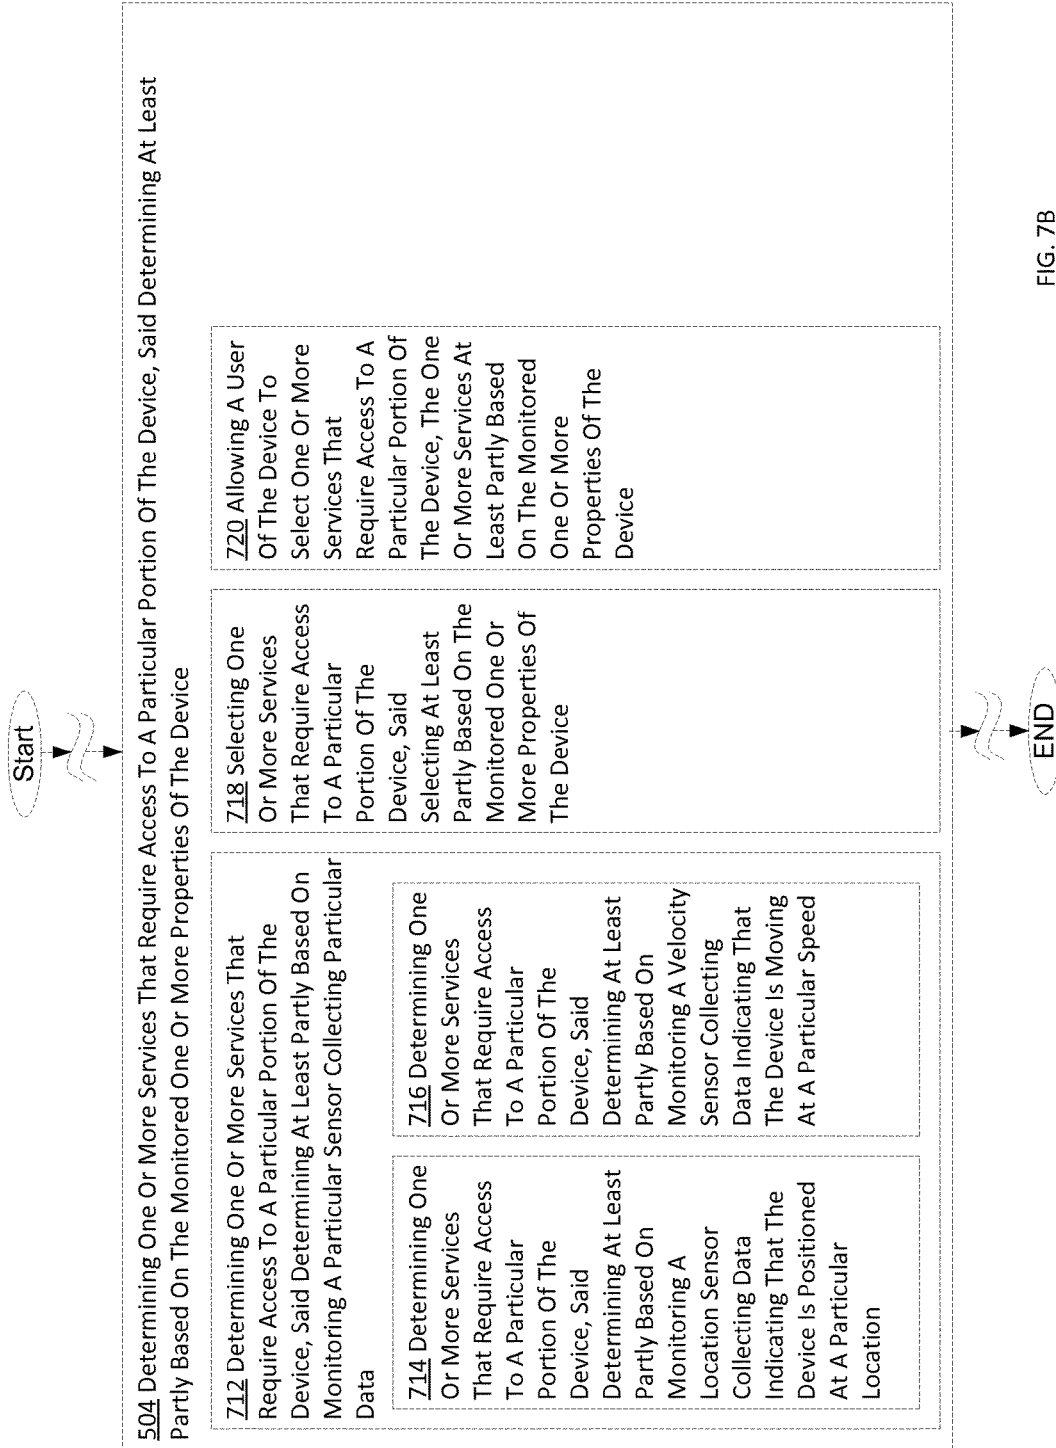 Start
504 Determining One Or More Services That Require Access To A Particular Portion Of The Device, Said Determining At Least
Partly Based On The Monitored One Or More Properties Of The Device
712 Determining One Or More Services That
Require Access To A Particular Portion Of The
Device, Said Determining At Least Partly Based On
Monitoring A Particular Sensor Collecting Particular
Data
714 Determining One
Or More Services
That Require Access
To A Particular
Portion Of The
Device, Said
Determining At Least
Partly Based On
Monitoring A
Location Sensor
Collecting Data
Indicating That The
Device Is Positioned
At A Particular
Location
716 Determining One
Or More Services
That Require Access
To A Particular
Portion Of The
Device, Said
Determining At Least
Partly Based On
Monitoring A Velocity
Sensor Collecting
Data Indicating That
The Device Is Moving
At A Particular Speed
718 Selecting One
Or More Services
That Require Access
To A Particular
Portion Of The
Device, Said
Selecting At Least
Partly Based On The
Monitored One Or
More Properties Of
The Device
720 Allowing A User
Of The Device To
Select One Or More
Services That
Require Access To A
Particular Portion Of
The Device, The One
Or More Services At
Least Partly Based
On The Monitored
One Or More
Properties Of The
Device
END
FIG. 7B